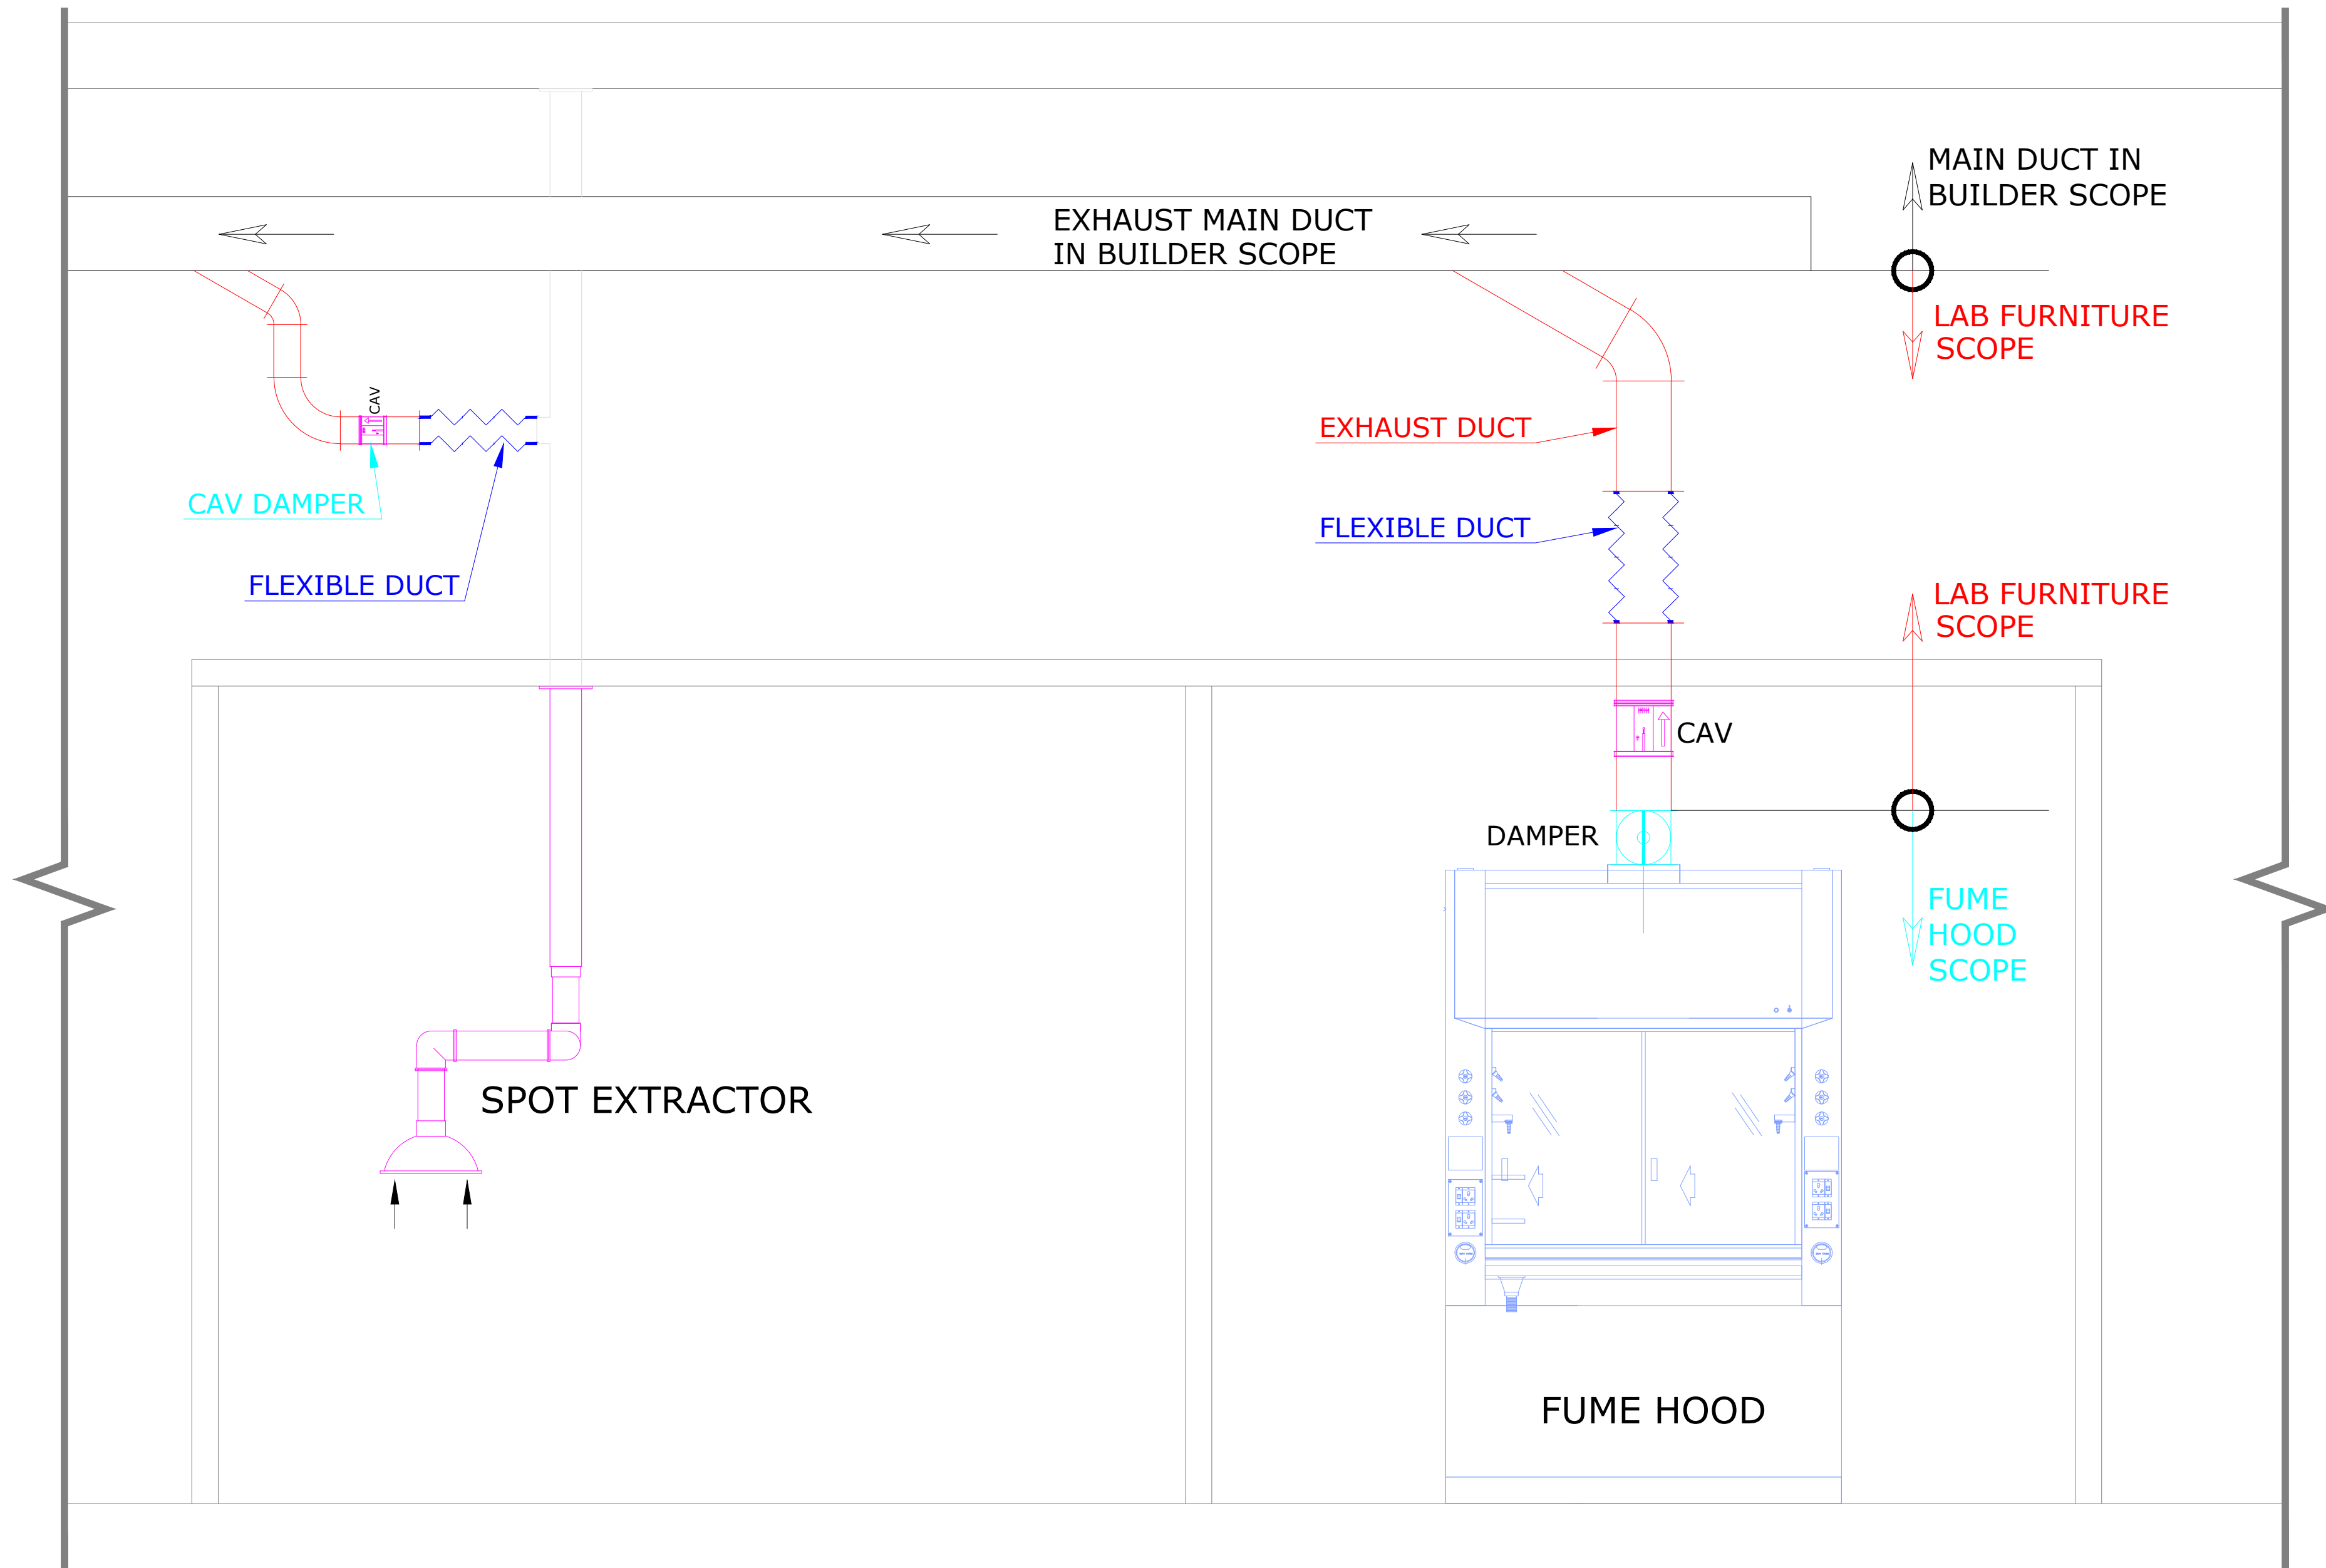 MAIN DUCT IN
BUILDER SCOPE
EXHAUST MAIN DUCT
IN BUILDER SCOPE
LAB FURNITURE
SCOPE
CAV
EXHAUST DUCT
CAV DAMPER
FLEXIBLE DUCT
FLEXIBLE DUCT
LAB FURNITURE
SCOPE
CAV
DAMPER
FUME
HOOD
SCOPE
SPOT EXTRACTOR
FUME HOOD